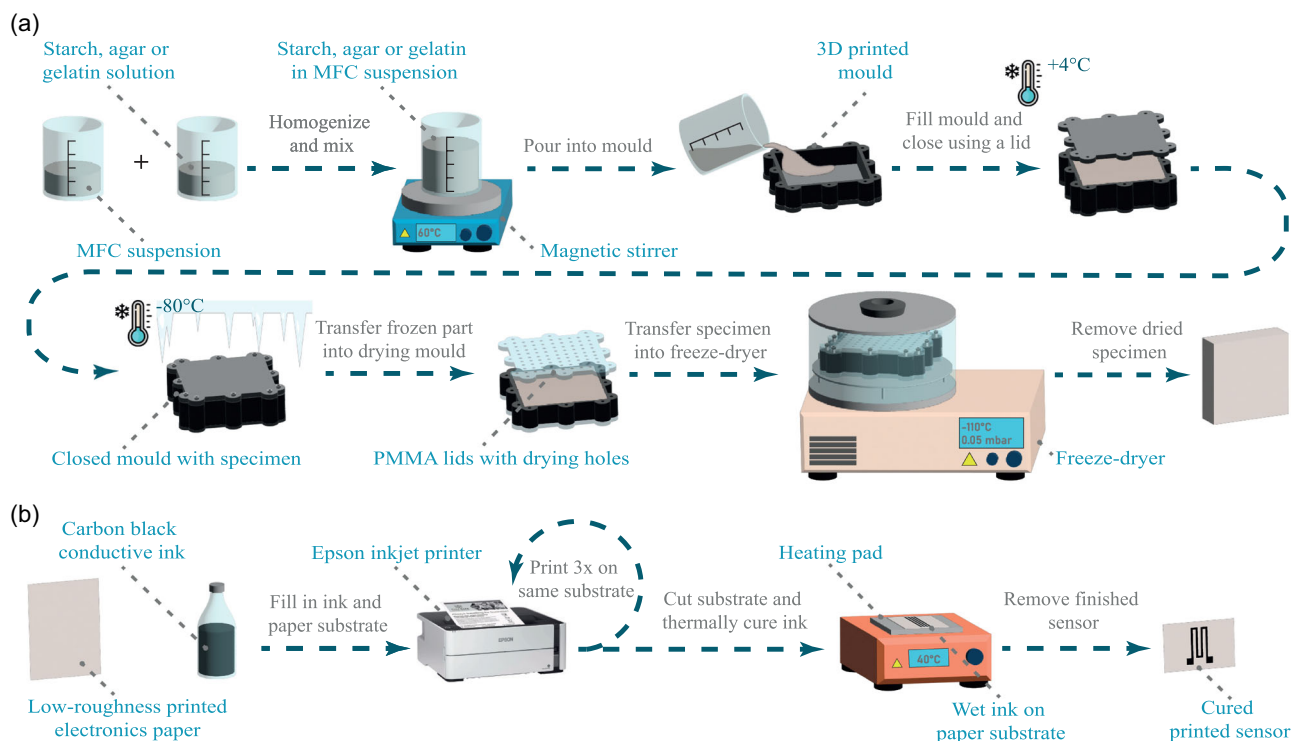 (a)
Starch, agar or
gelatin solution
Starch, agar or gelatin
in MFC suspension
3D printed
mould
+4°C
Homogenize
and mix
Pour into mould
Fill mould and
close using a lid
+
60°C
MFC suspension
Magnetic stirrer
-80°C
Transfer frozen part
into drying mould
Transfer specimen
into freeze-dryer
Remove dried
specimen
-110°C
0.05 mbar
Closed mould with specimen
PMMA lids with drying holes
Freeze-dryer
(b)
Carbon black
conductive ink
Epson inkjet printer
Print 3x on
same substrate
Heating pad
Fill in ink and
paper substrate
Cut substrate and
thermally cure ink
Remove finished
sensor
EPSON
40°C
Low-roughness printed
electronics paper
Wet ink on
paper substrate
Cured
printed sensor